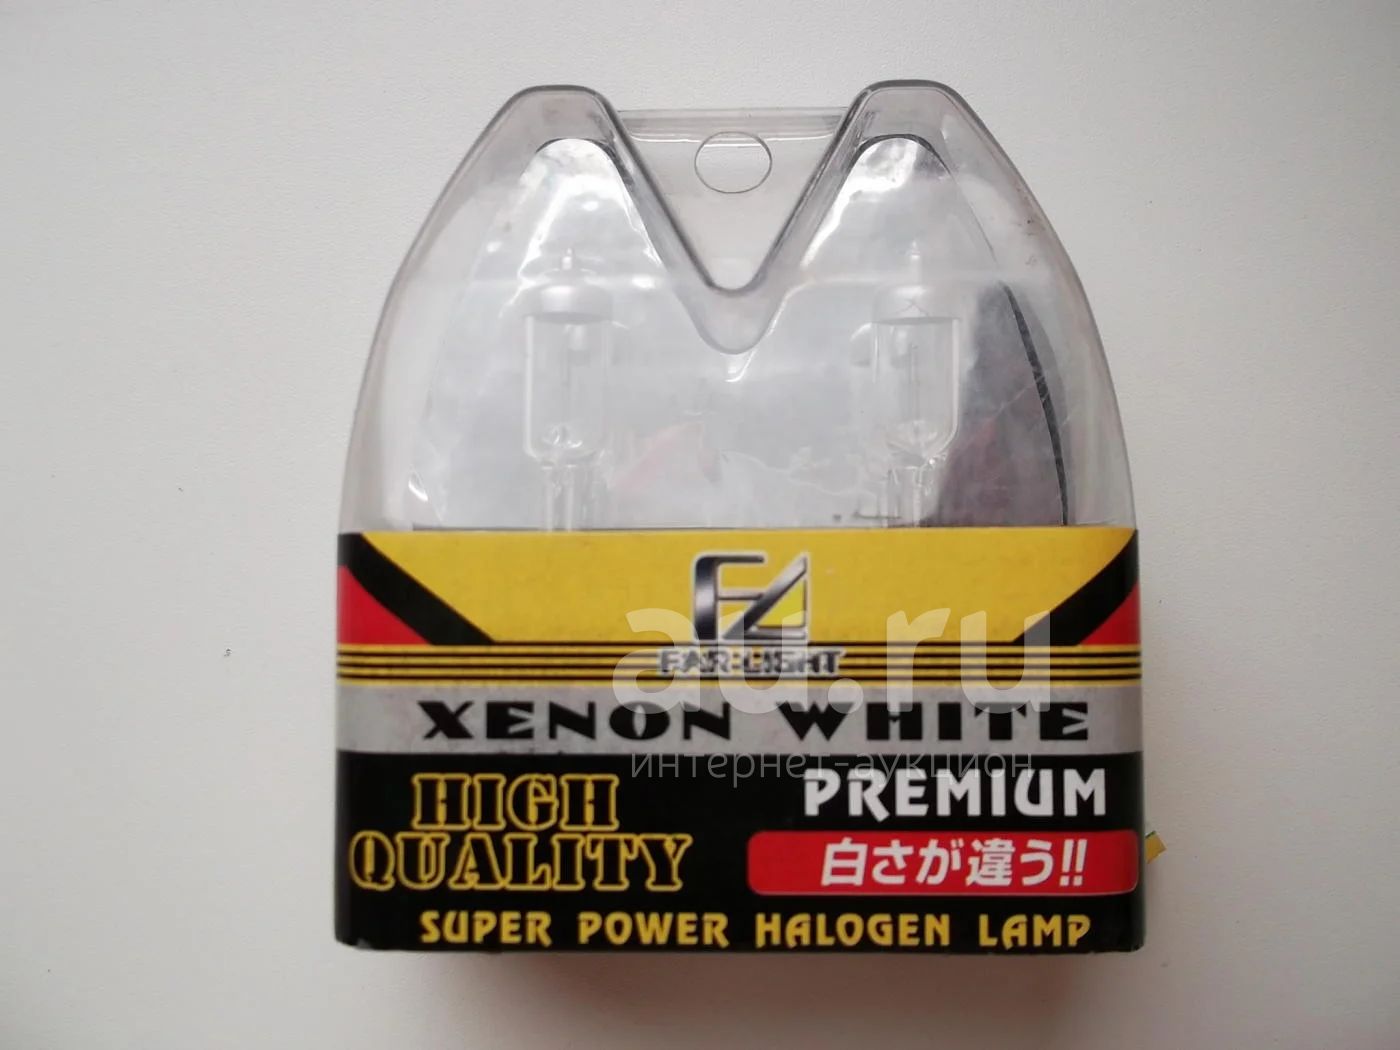 FL
FAR-LIGHT
au.ru
XENON WHITE
интернет-аукцион
HIGH
QUALITY
PREMIUM
白さが違う!!
SUPER POWER HALOGEN LAMP